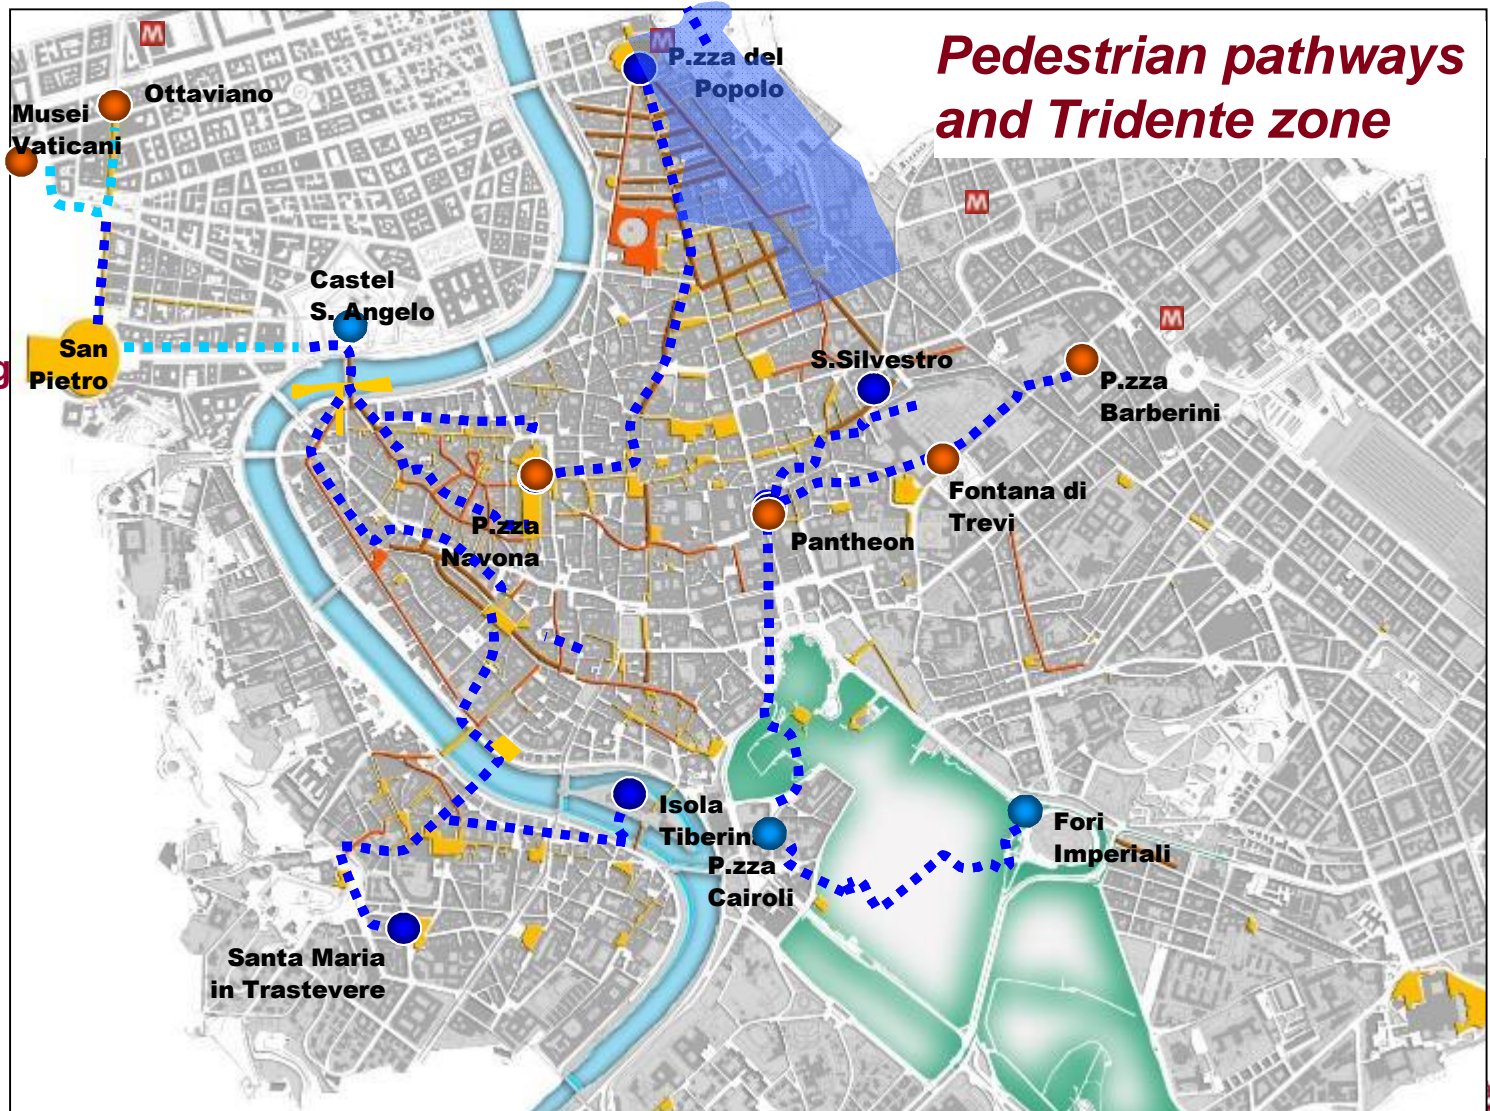 Pedestrian pathways
and Tridente zone
M
M
P.zza del
Popolo
Ottaviano
Musei
Vaticani
M
Castel
S. Angelo
M
San
Pietro
g
S.Silvestro
P.zza
Barberini
Fontana di
Trevi
P.zza
Navona
Pantheon
Isola
Tiberina
P.zza
Cairoli
Fori
Imperiali
Santa Maria
in Trastevere